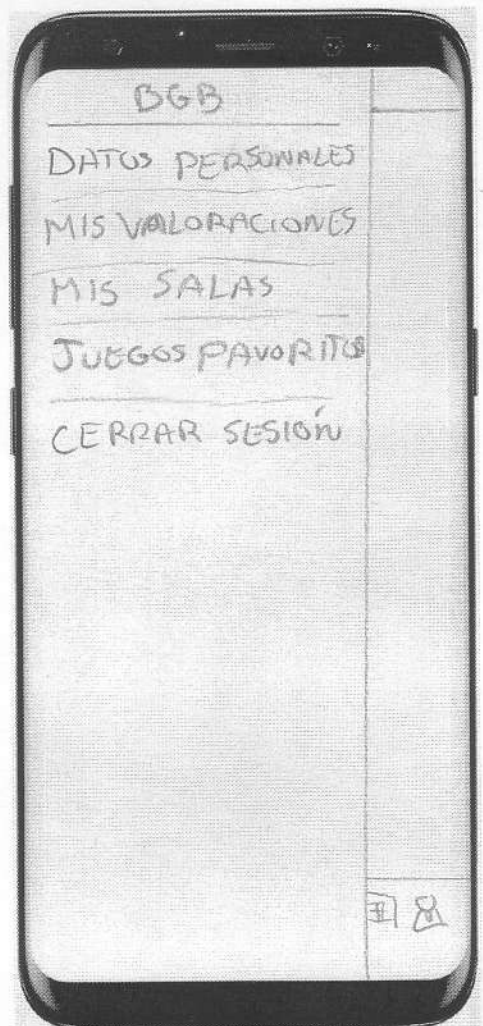 BGB
DATOS PERSONALES
MIS VALORACIONES
MIS SALAS
JUEGOS FAVORITOS
CERRAR SESIÓN